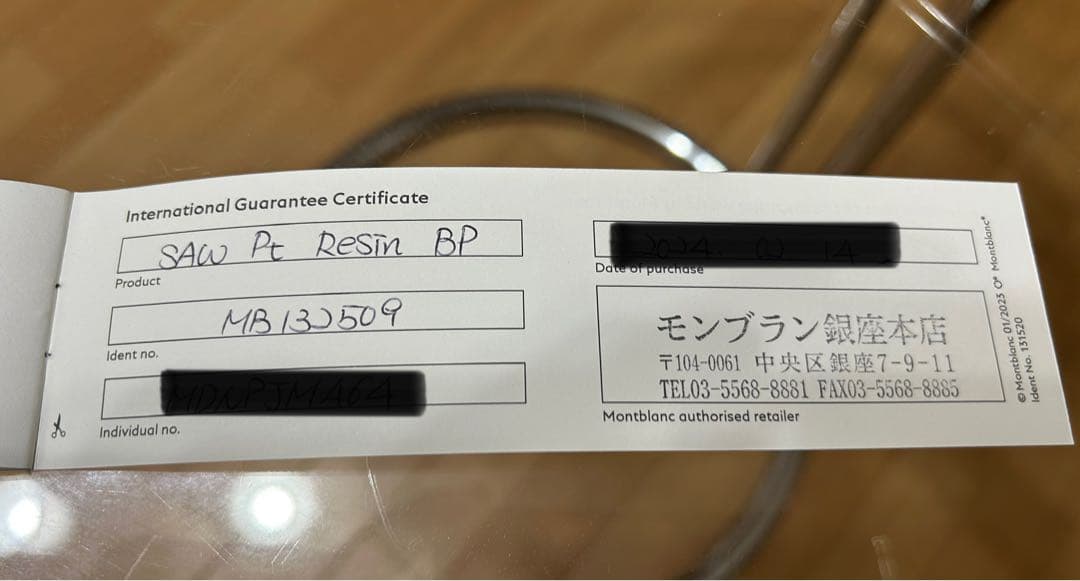 International Guarantee Certificate
SAW Pt Resin BP
Product
MB132509
Ident no.
Individual no.
Date of purchase
モンブラン銀座本店
〒104-0061 中央区銀座7-9-11
TEL03-5568-8881 FAX03-5568-8885
Montblanc authorised retailer
© Montblanc 01/2023 O® Montblanc®
Ident No. 131520